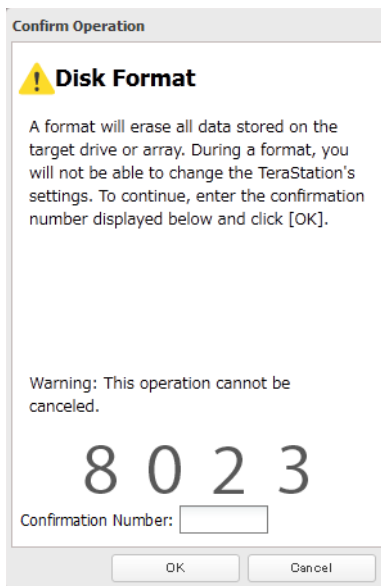 Confirm Operation
Disk Format
A format will erase all data stored on the
target drive or array. During a format, you
will not be able to change the TeraStation's
settings. To continue, enter the confirmation
number displayed below and click [OK].
Warning: This operation cannot be
canceled.
8 0 2 3
Confirmation Number:
OK Cancel